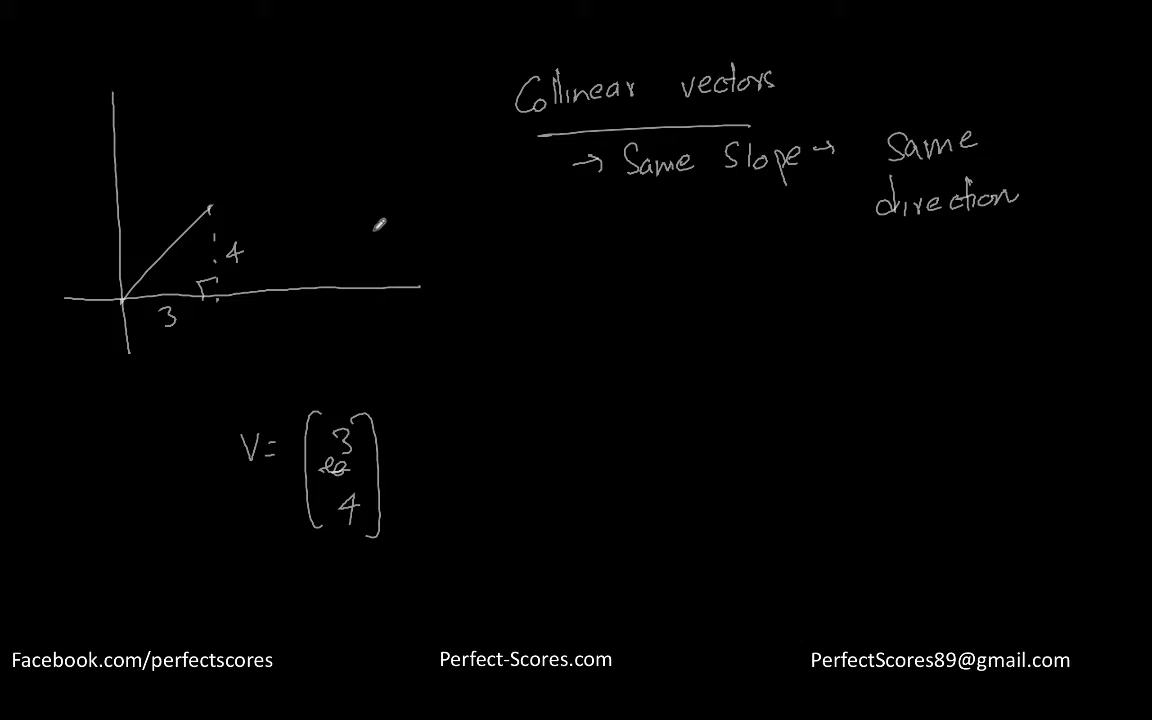 Collinear vectors
→ Same Slope → Same
direction
4
3
V =
3
4
Facebook.com/perfectscores
Perfect-Scores.com
PerfectScores89@gmail.com